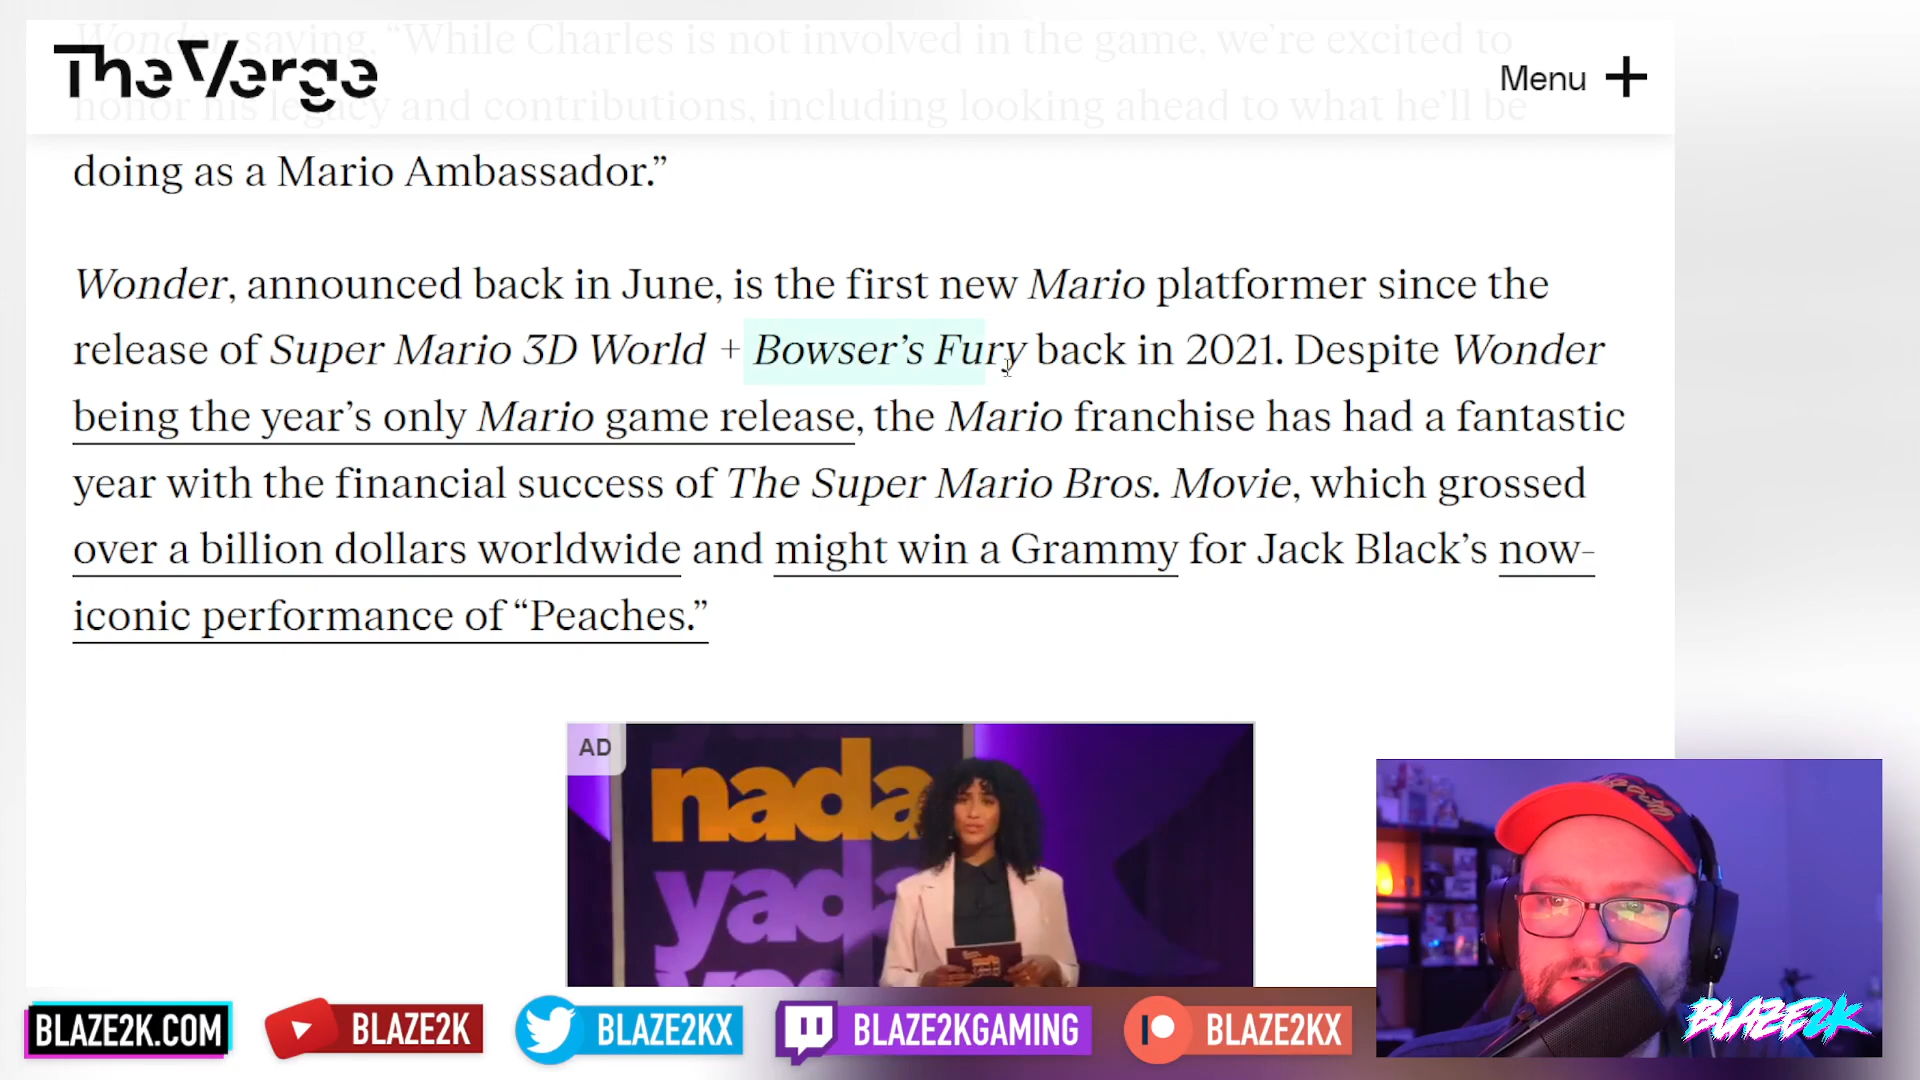 Wonder, saying, “While Charles is not involved in the game, we’re excited to
The Verge
Menu
honor his legacy and contributions, including looking ahead to what he’ll be
doing as a Mario Ambassador.”
Wonder, announced back in June, is the first new Mario platformer since the
release of Super Mario 3D World + Bowser’s Fury back in 2021. Despite Wonder
being the year’s only Mario game release, the Mario franchise has had a fantastic
year with the financial success of The Super Mario Bros. Movie, which grossed
over a billion dollars worldwide and might win a Grammy for Jack Black’s now-
iconic performance of “Peaches.”
AD
nada
yada
BLAZE2K.COM
BLAZE2K
BLAZE2KX
BLAZE2KGAMING
BLAZE2KX
BLAZE2K